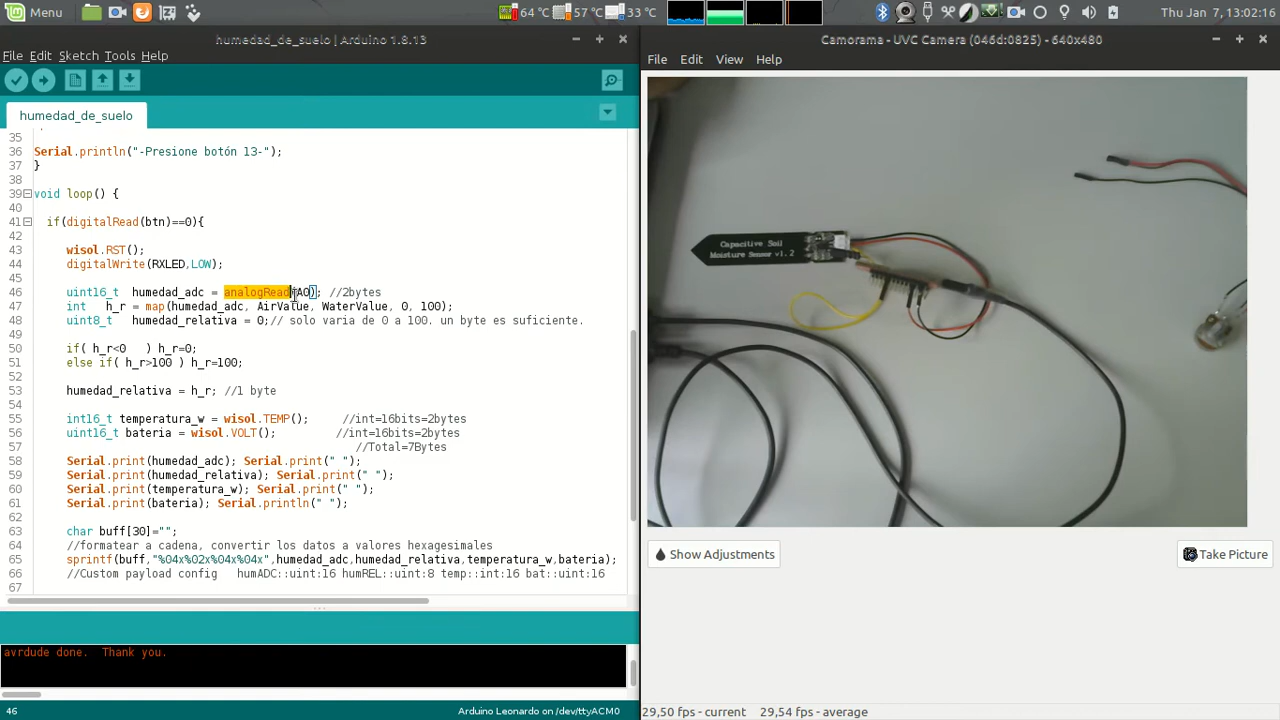 Menu
64 °C
57 °C
33 °C
Thu Jan 7, 13:02:10
humedad_de_suelo | Arduino 1.8.13
File Edit Sketch Tools Help
humedad_de_suelo
35
36 Serial.println("-Presione botón 13-");
37 }
38
39 void loop() {
40
41 if(digitalRead(btn)==0){
42
43 wisol.RST();
44 digitalWrite(RXLED,LOW);
45
46 uint16_t humedad_adc = analogRead(A0); //2bytes
47 int h_r = map(humedad_adc, AirValue, WaterValue, 0, 100);
48 uint8_t humedad_relativa = 0;// solo varia de 0 a 100. un byte es suficiente.
49
50 if( h_r<0 ) h_r=0;
51 else if( h_r>100 ) h_r=100;
52
53 humedad_relativa = h_r; //1 byte
54
55 int16_t temperatura_w = wisol.TEMP(); //int=16bits=2bytes
56 uint16_t bateria = wisol.VOLT(); //int=16bits=2bytes
57 //Total=7Bytes
58 Serial.print(humedad_adc); Serial.print(" ");
59 Serial.print(humedad_relativa); Serial.print(" ");
60 Serial.print(temperatura_w); Serial.print(" ");
61 Serial.print(bateria); Serial.println(" ");
62
63 char buff[30]="";
64 //formatear a cadena, convertir los datos a valores hexagesimales
65 sprintf(buff,"%04x%02x%04x%04x",humedad_adc,humedad_relativa,temperatura_w,bateria);
66 //Custom payload config humADC::uint:16 humREL::uint:8 temp::int:16 bat::uint:16
67
avrdude done. Thank you.
46
Arduino Leonardo on /dev/ttyACM0
Camorama - UVC Camera (046d:0825) - 640x480
File Edit View Help
Capacitive Soil
Moisture Sensor v1.2
Show Adjustments
Take Picture
29,50 fps - current 29,54 fps - average